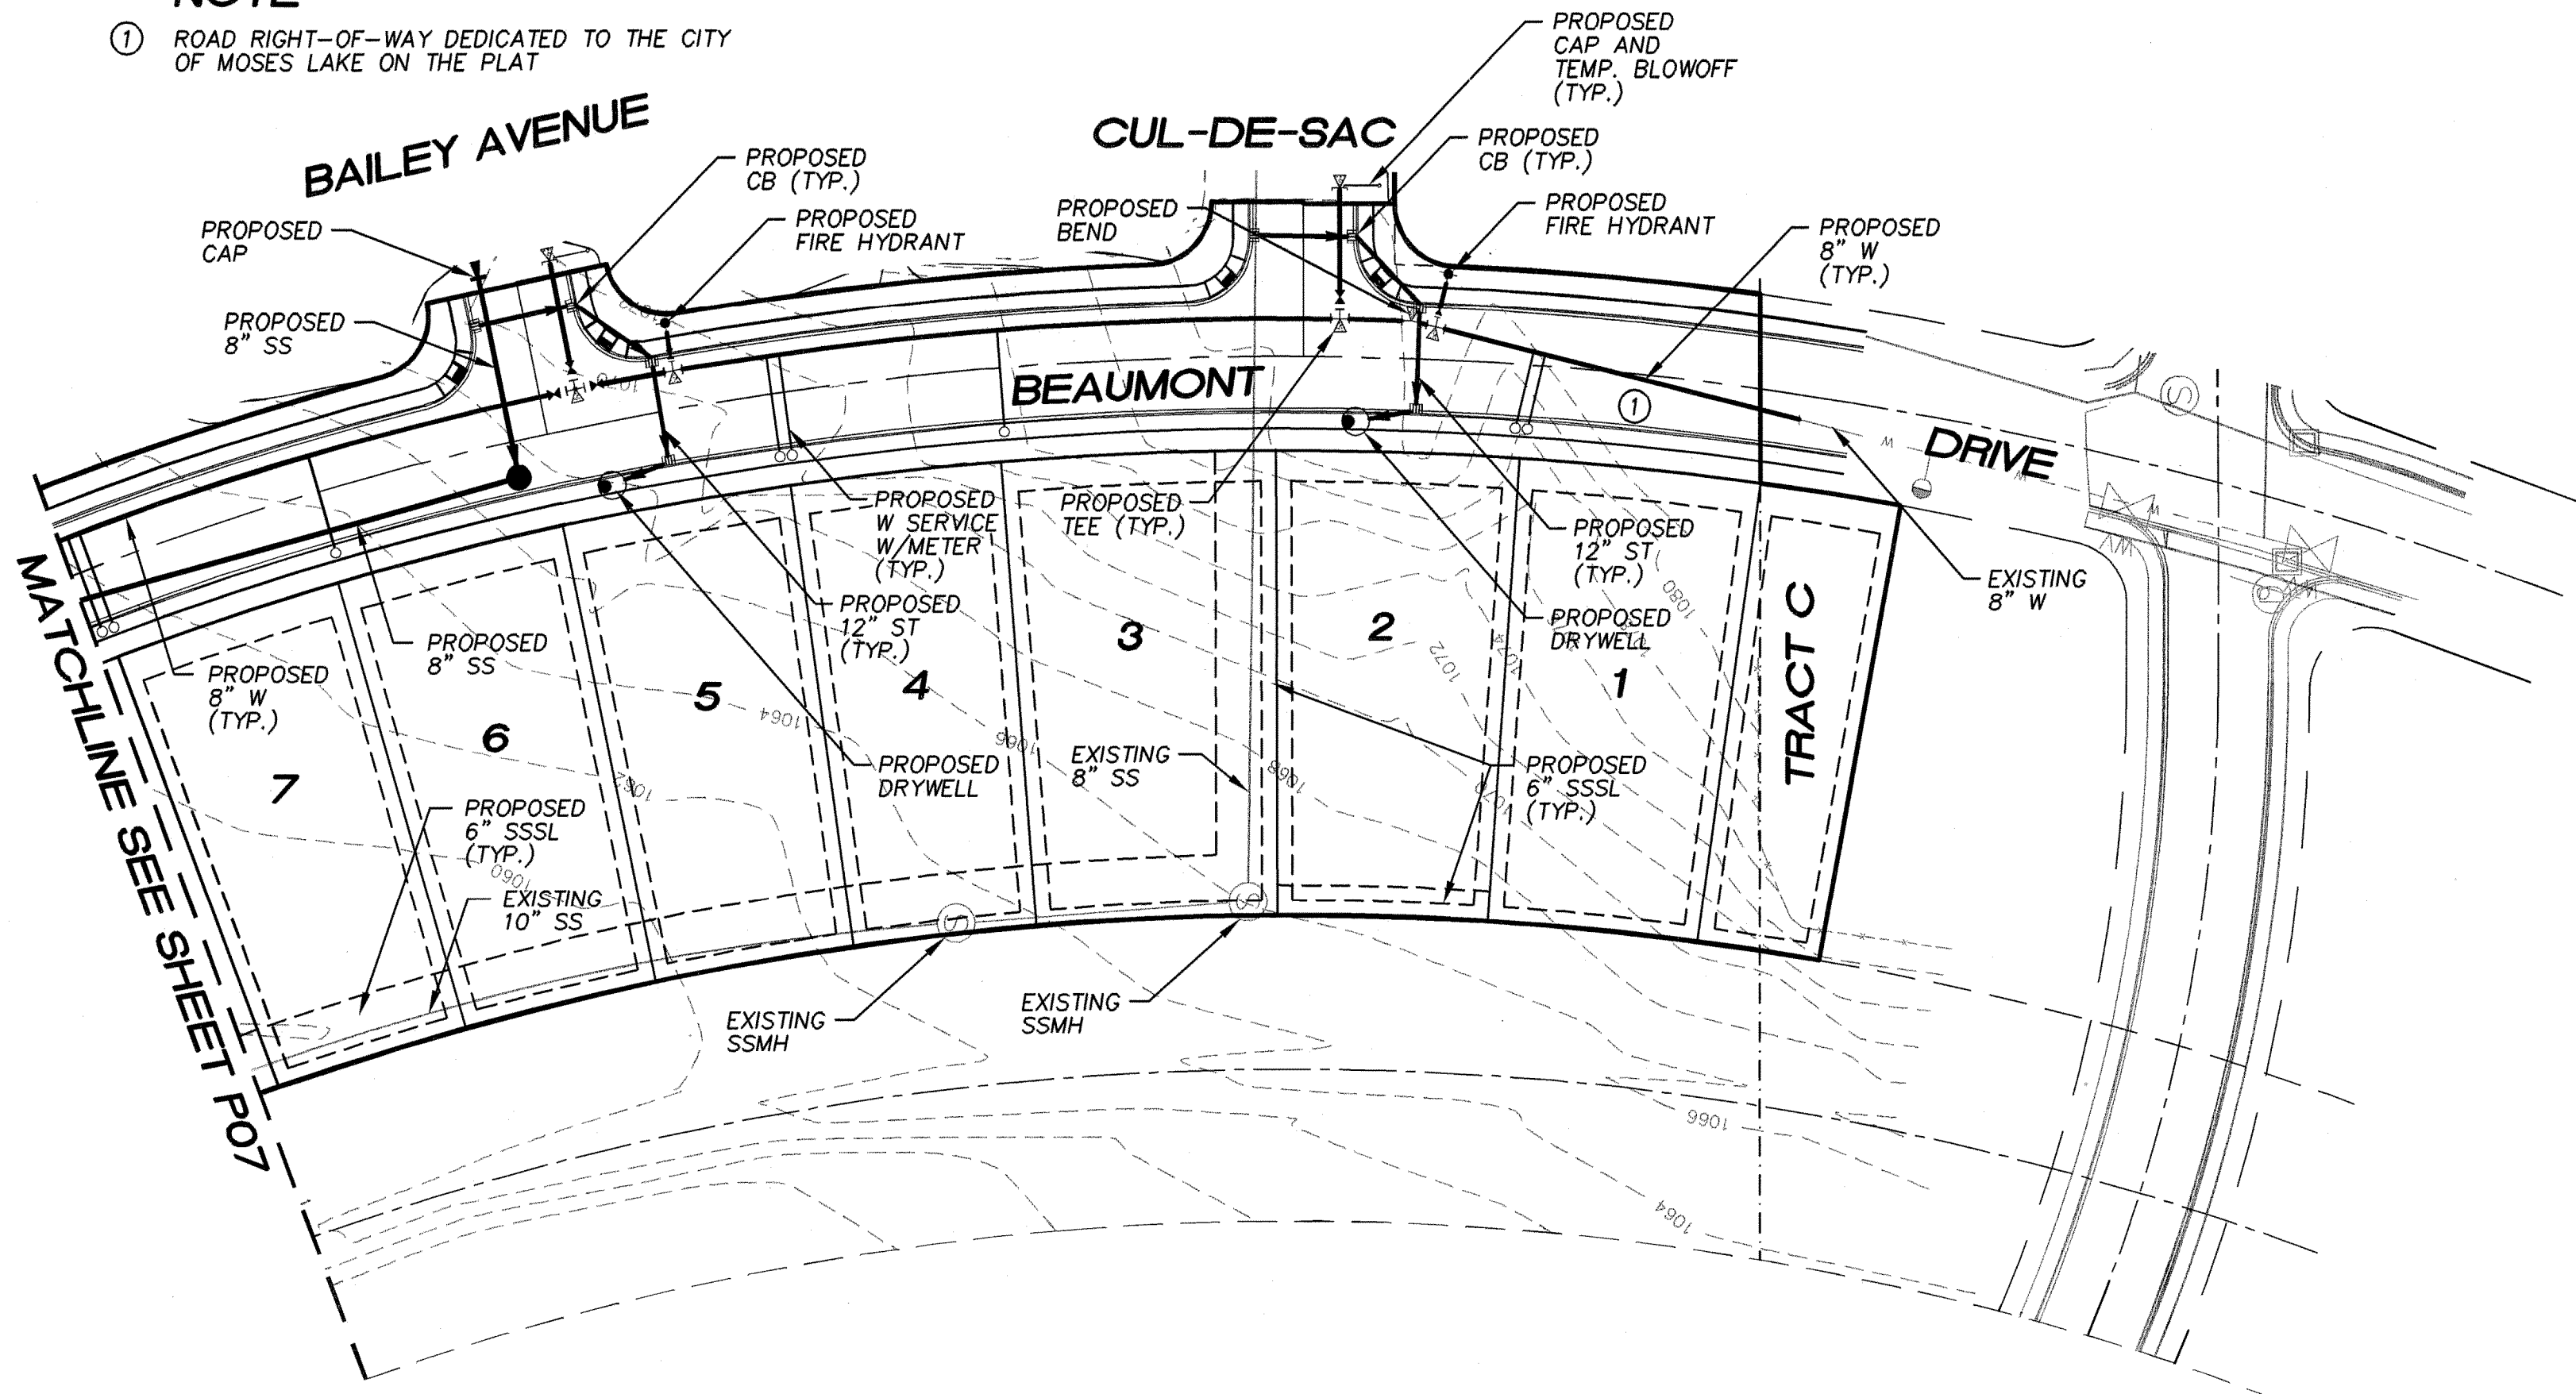 NOTE
1 ROAD RIGHT-OF-WAY DEDICATED TO THE CITY
OF MOSES LAKE ON THE PLAT
BAILEY AVENUE
CUL-DE-SAC
PROPOSED
CAP AND
TEMP. BLOWOFF
(TYP.)
PROPOSED
CB (TYP.)
PROPOSED
CB (TYP.)
PROPOSED
CAP
PROPOSED
FIRE HYDRANT
PROPOSED
BEND
PROPOSED
FIRE HYDRANT
PROPOSED
8" W
(TYP.)
PROPOSED
8" SS
1072
1070
BEAUMONT
1
DRIVE
W
W
W
PROPOSED
W SERVICE
W/METER
(TYP.)
PROPOSED
TEE (TYP.)
PROPOSED
12" ST
(TYP.)
EXISTING
8" W
PROPOSED
12" ST
(TYP.)
PROPOSED
DRYWELL
PROPOSED
8" SS
PROPOSED
8" W
(TYP.)
7
6
5
4
3
2
1
TRACT C
1080
1072
1074
1070
1068
1066
1064
1062
1060
EXISTING
8" SS
PROPOSED
DRYWELL
PROPOSED
6" SSSL
(TYP.)
PROPOSED
6" SSSL
(TYP.)
EXISTING
10" SS
S
S
S
S
EXISTING
SSMH
EXISTING
SSMH
MATCHLINE SEE SHEET P07
1066
1064